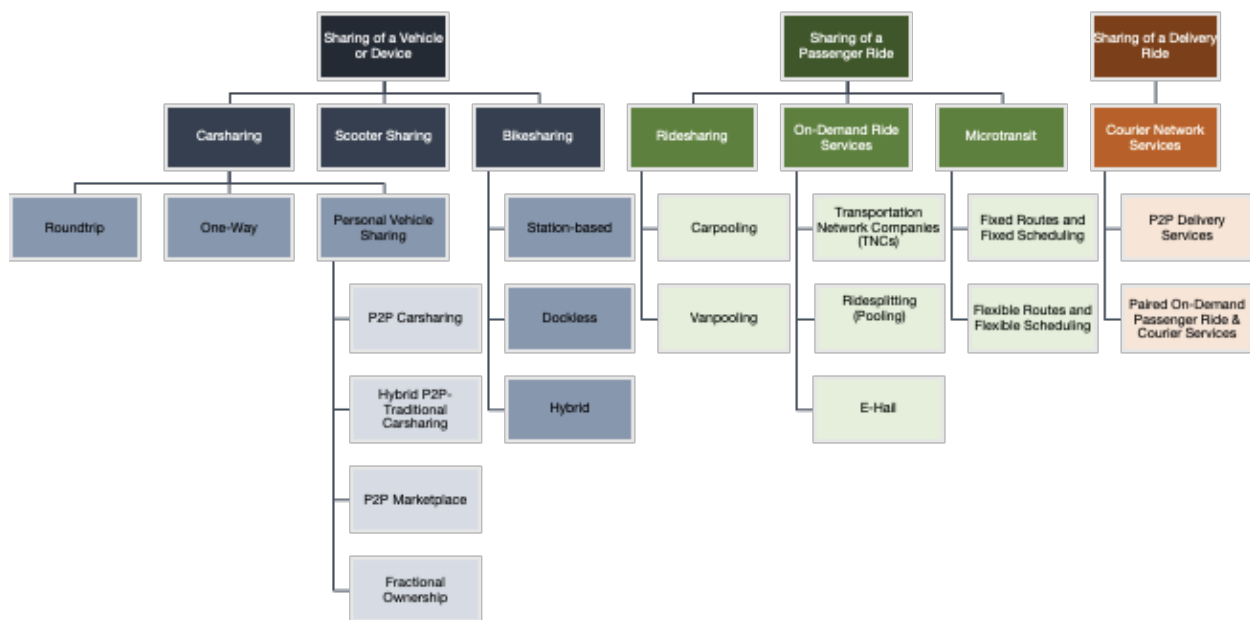 Sharing of a Vehicle
or Device
Sharing of a
Passenger Ride
Sharing of a Delivery
Ride
Carsharing
Scooter Sharing
Bikesharing
Ridesharing
On-Demand Ride
Services
Microtransit
Courier Network
Services
Roundtrip
One-Way
Personal Vehicle
Sharing
Station-based
Carpooling
Transportation
Network Companies
(TNCs)
Fixed Routes and
Fixed Scheduling
P2P Delivery
Services
P2P Carsharing
Dockless
Vanpooling
Ridesplitting
(Pooling)
Flexible Routes and
Flexible Scheduling
Paired On-Demand
Passenger Ride &
Courier Services
Hybrid P2P-
Traditional
Carsharing
Hybrid
E-Hail
P2P Marketplace
Fractional
Ownership